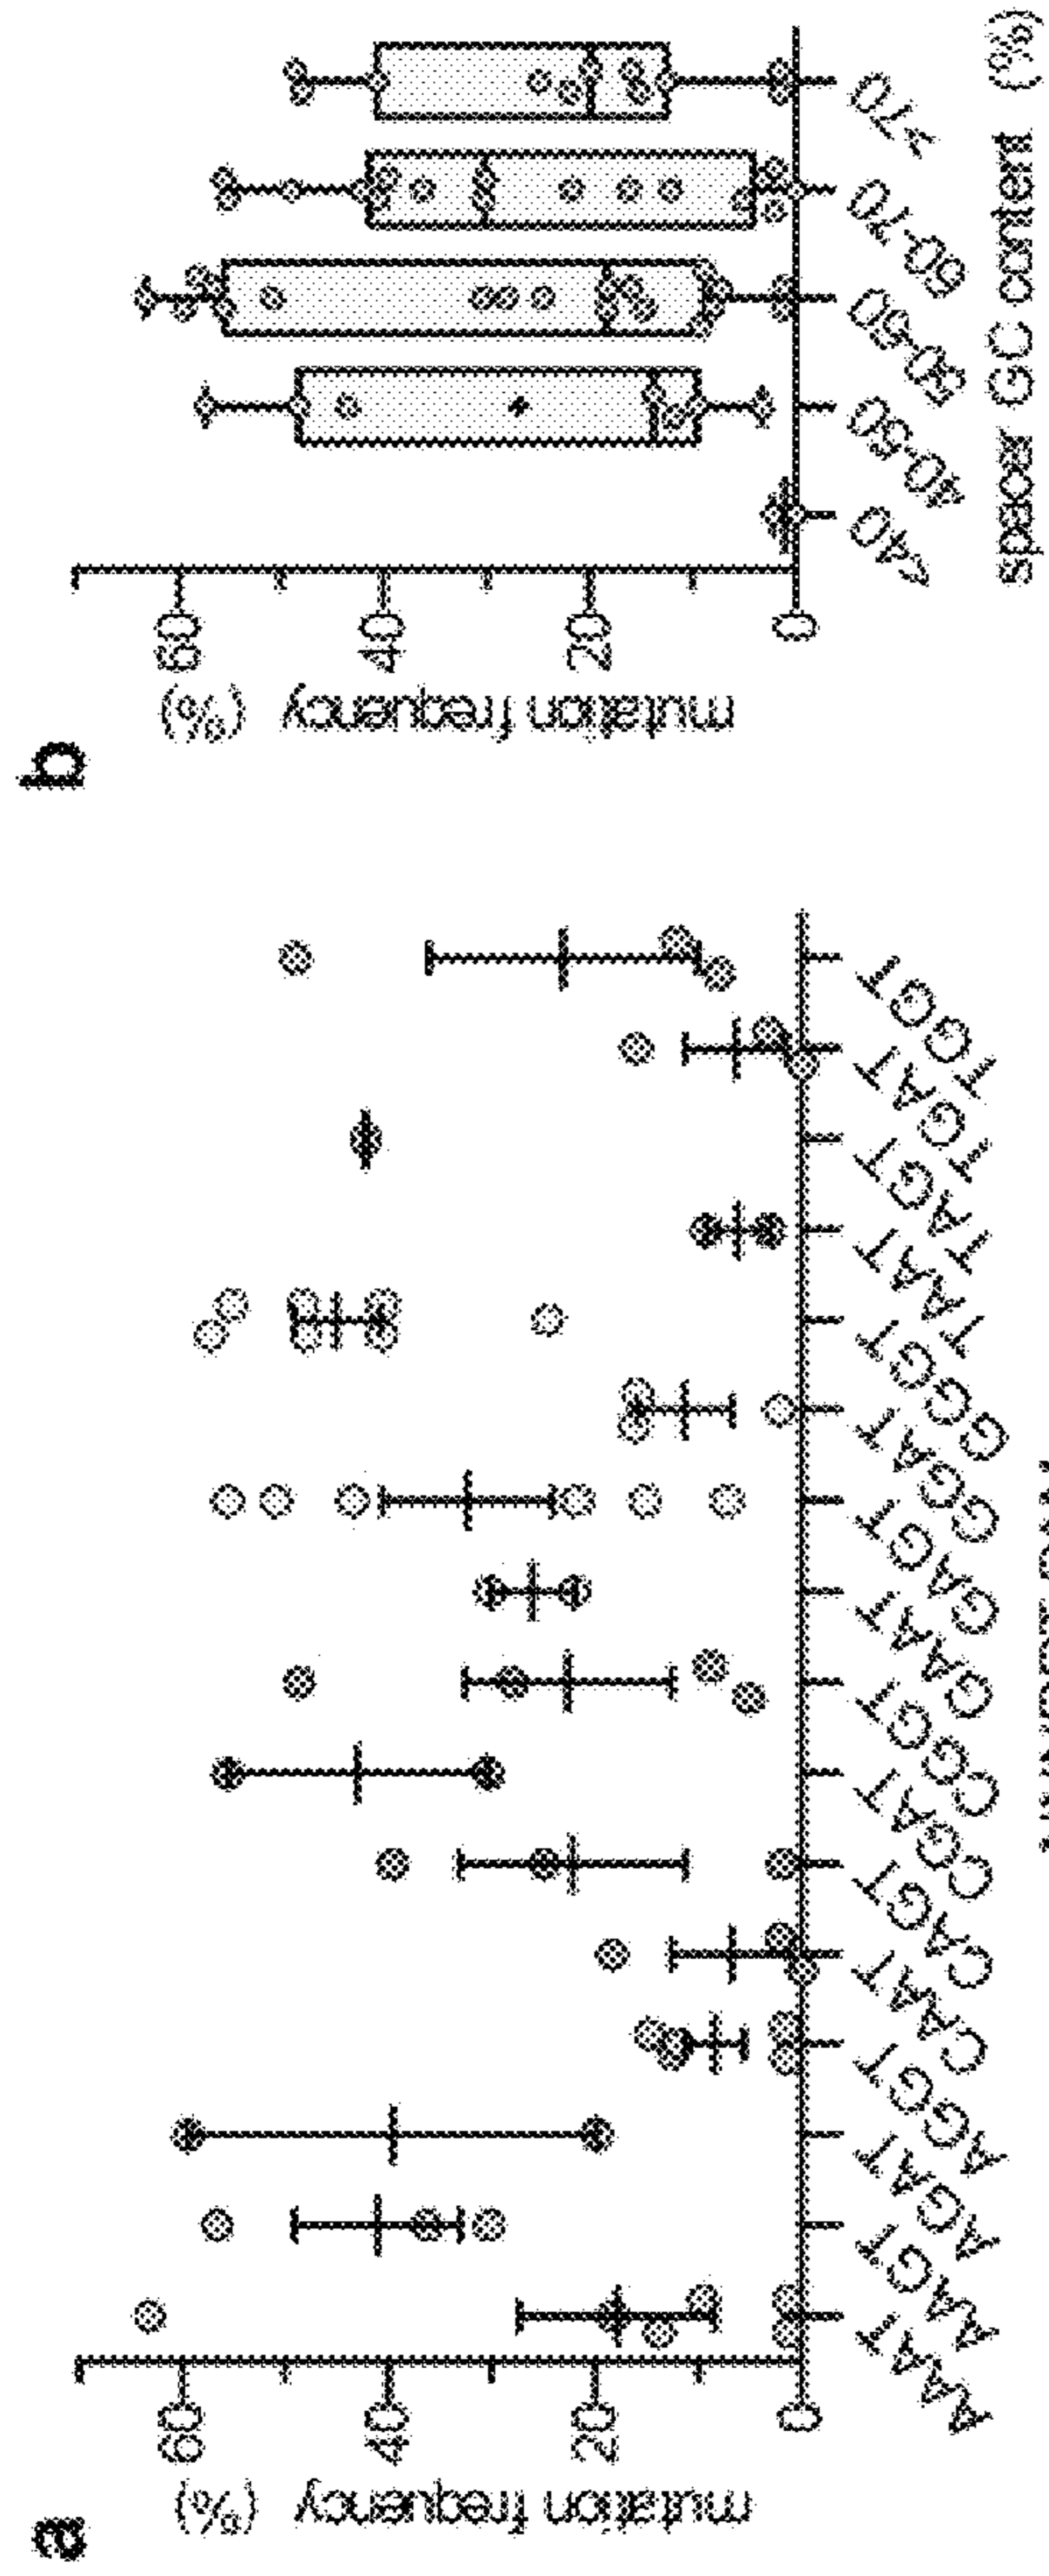 a
mutation frequency (%)
60
40
20
0
AAAT
AAGT
AGAT
AGGT
CAAT
CAGT
CGAT
CGGT
GAAT
GAGT
GGAT
GGGT
TAAT
TAGT
TGAT
TGGT
b
mutation frequency (%)
60
40
20
0
<40
40-50
50-60
60-70
>70
spacer GC content (%)